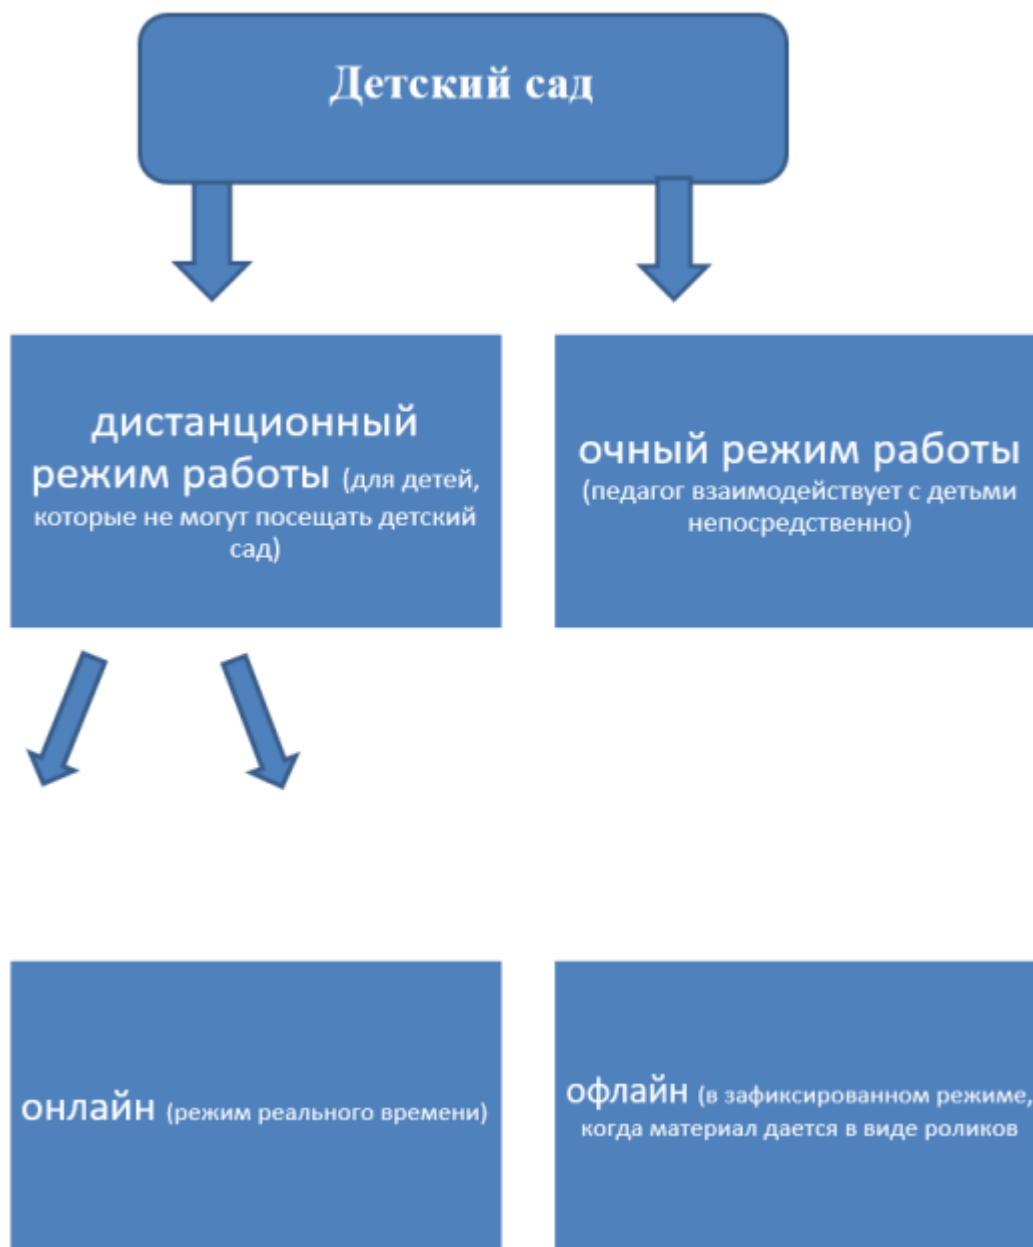 Детский сад
дистанционный
режим работы (для детей,
которые не могут посещать детский
сад)
очный режим работы
(педагог взаимодействует с детьми
непосредственно)
онлайн (режим реального времени)
офлайн (в зафиксированном режиме,
когда материал дается в виде роликов